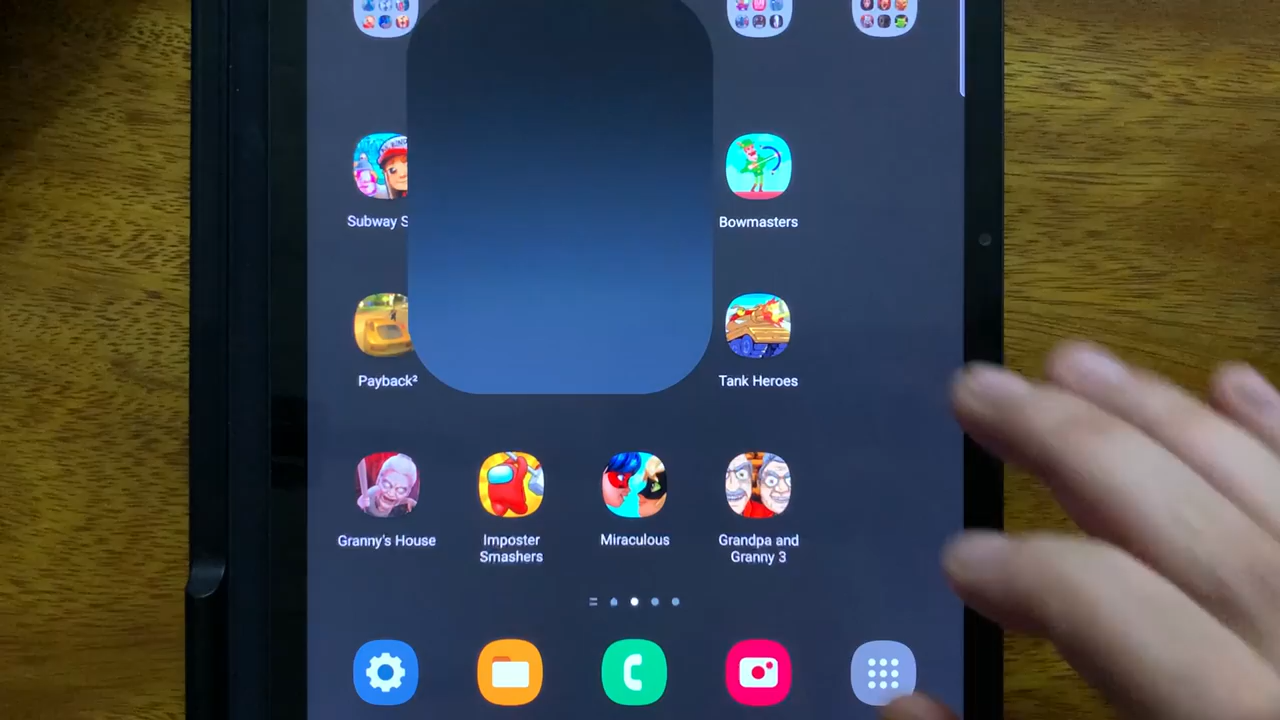 Subway S
Bowmasters
Payback²
Tank Heroes
Granny's House
Imposter
Smashers
Miraculous
Grandpa and
Granny 3